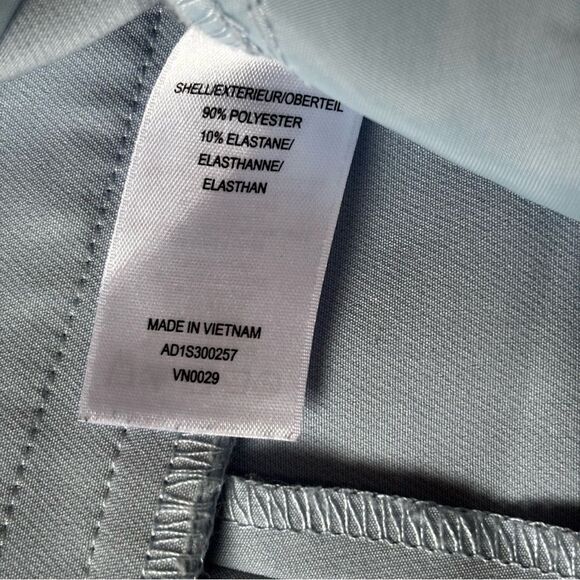 SHELL/EXTERIEUR/OBERTEIL
90% POLYESTER
10% ELASTANE/
ELASTHANNE/
ELASTHAN
MADE IN VIETNAM
AD1S300257
VN0029